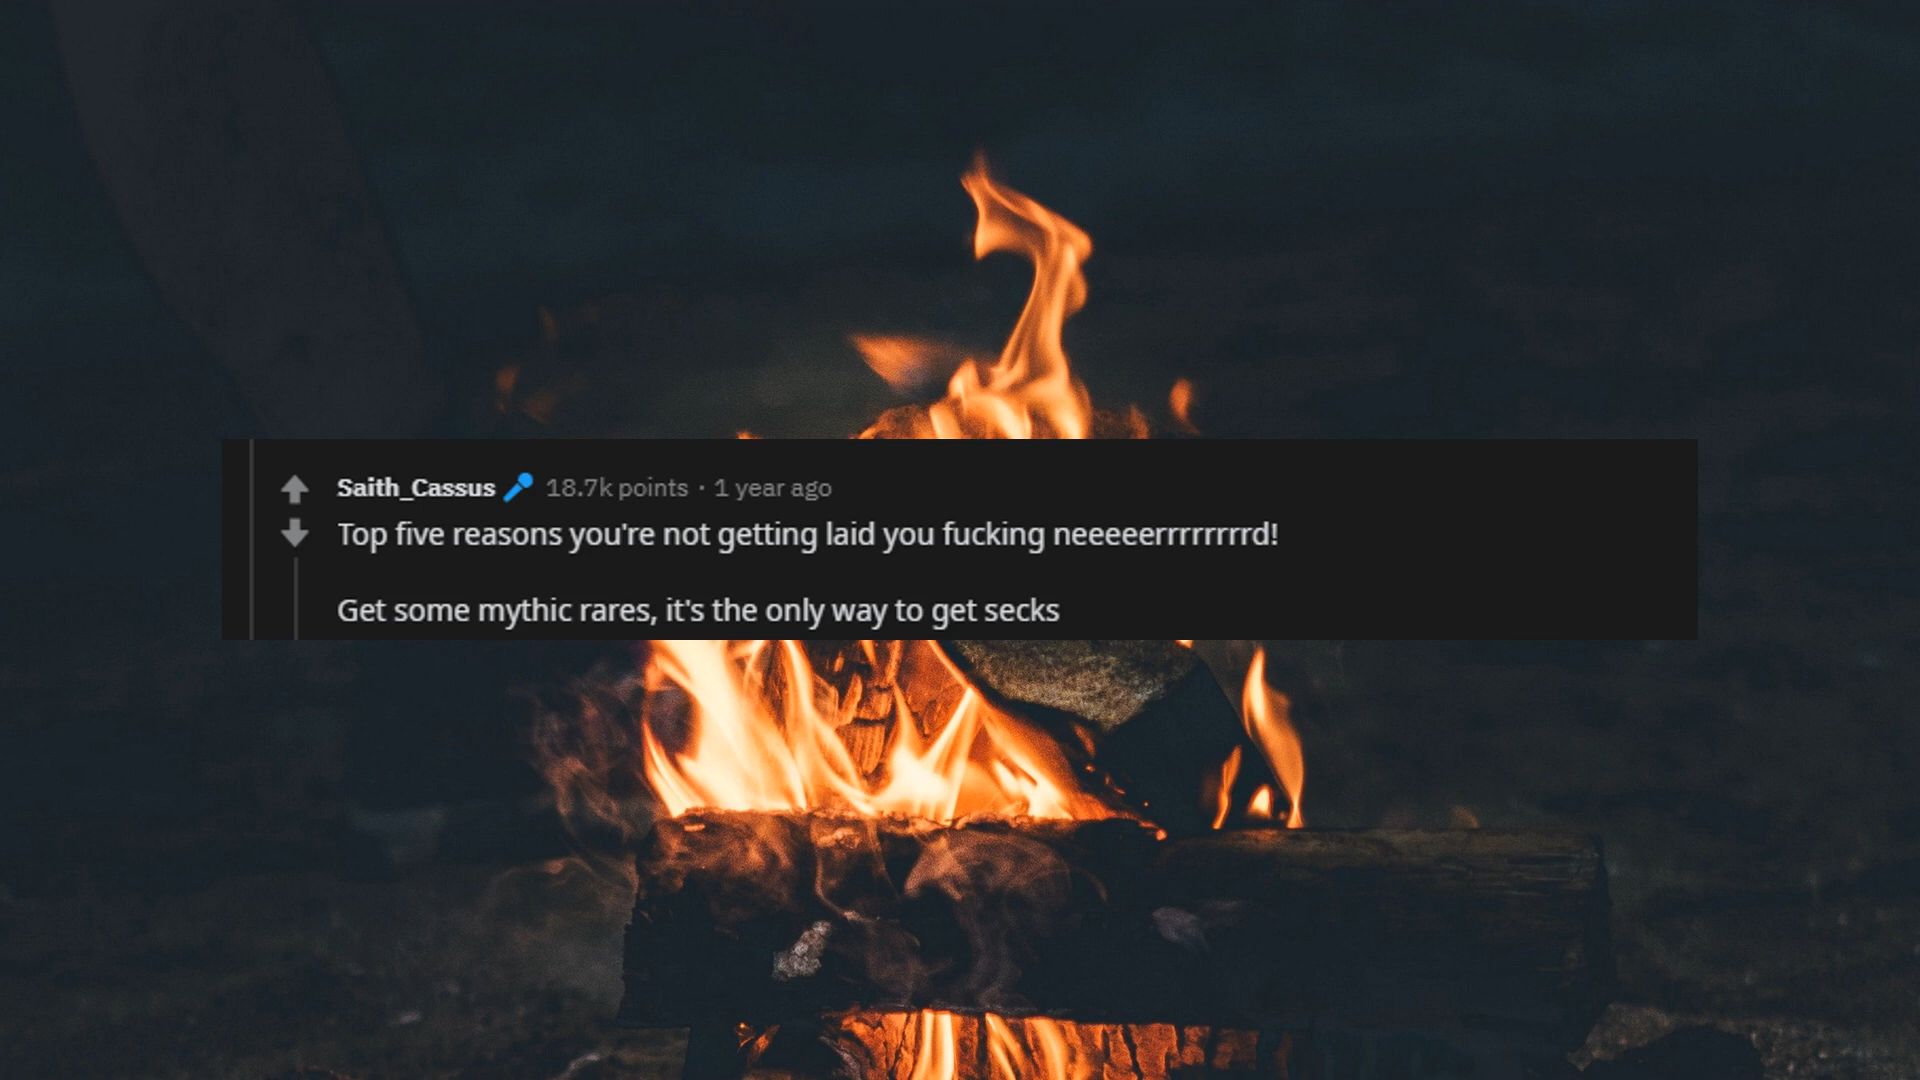 Saith_Cassus 18.7k points · 1 year ago
Top five reasons you're not getting laid you fucking neeeeerrrrrrrrd!
Get some mythic rares, it's the only way to get secks